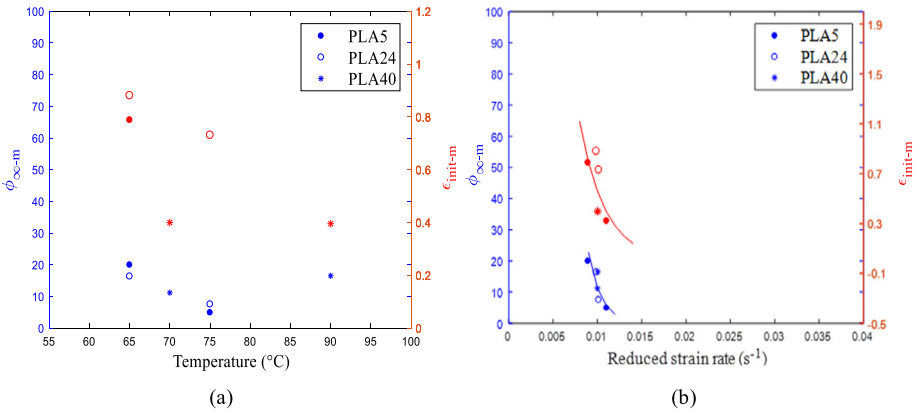 100
90
80
70
60
50
40
30
20
10
0
ϕ∞-m
1.2
1
0.8
0.6
0.4
0.2
0
ϵinit-m
PLA5
PLA24
PLA40
55 60 65 70 75 80 85 90 95 100
Temperature (°C)
(a)
100
90
80
70
60
50
40
30
20
10
0
ϕ∞-m
1.9
1.5
1.1
0.7
0.3
-0.1
-0.5
ϵinit-m
PLA5
PLA24
PLA40
0 0.005 0.01 0.015 0.02 0.025 0.03 0.035 0.04
Reduced strain rate (s-1)
(b)